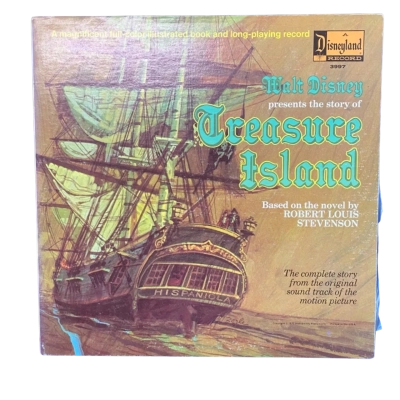 A magnificent full-color illustrated book and long-playing record
A
Disneyland
RECORD
3997
Walt Disney
presents the story of
Treasure
Island
Based on the novel by
ROBERT LOUIS
STEVENSON
HISPANIOLA
The complete story
from the original
sound track of the
motion picture